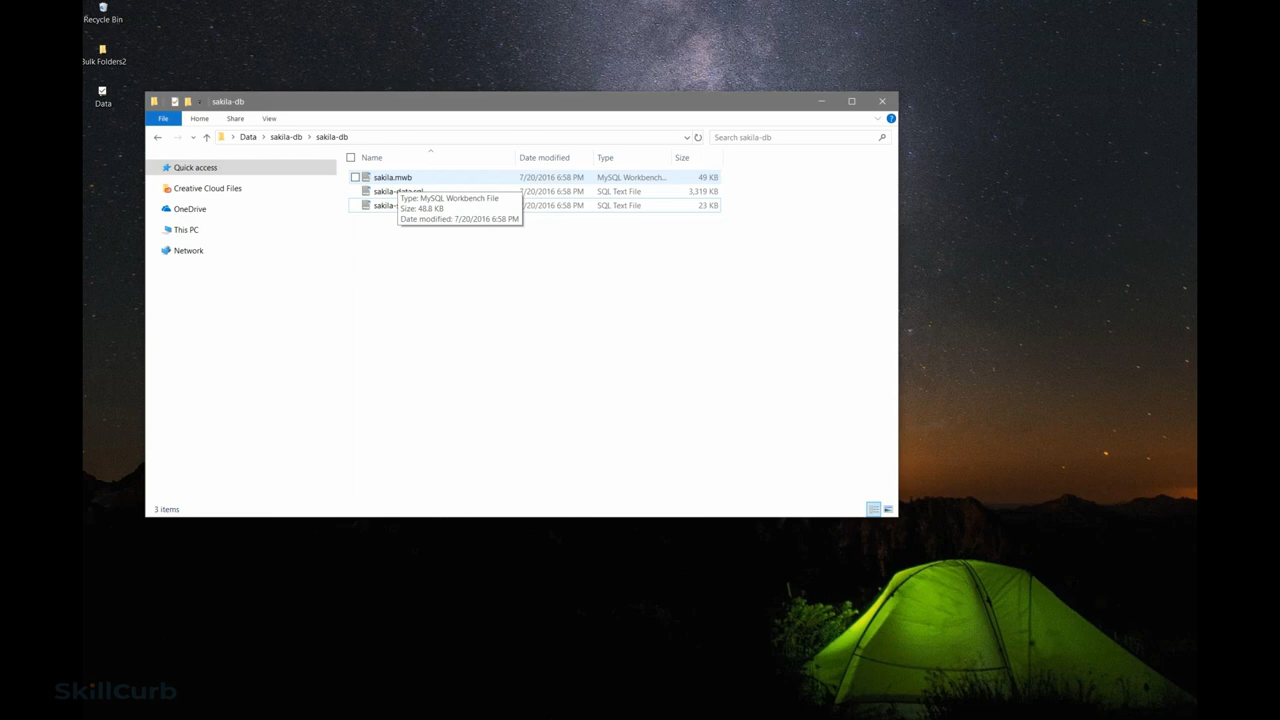 Recycle Bin
Bulk Folders2
Data
sakila-db
File Home Share View
Data > sakila-db > sakila-db
Search sakila-db
Name Date modified Type Size
Quick access
Creative Cloud Files
OneDrive
This PC
Network
sakila.mwb 7/20/2016 6:58 PM MySQL Workbench... 49 KB
sakila-data.sql 7/20/2016 6:58 PM SQL Text File 3,319 KB
sakila- 7/20/2016 6:58 PM SQL Text File 23 KB
Type: MySQL Workbench File
Size: 48.8 KB
Date modified: 7/20/2016 6:58 PM
3 items
SkillCurb